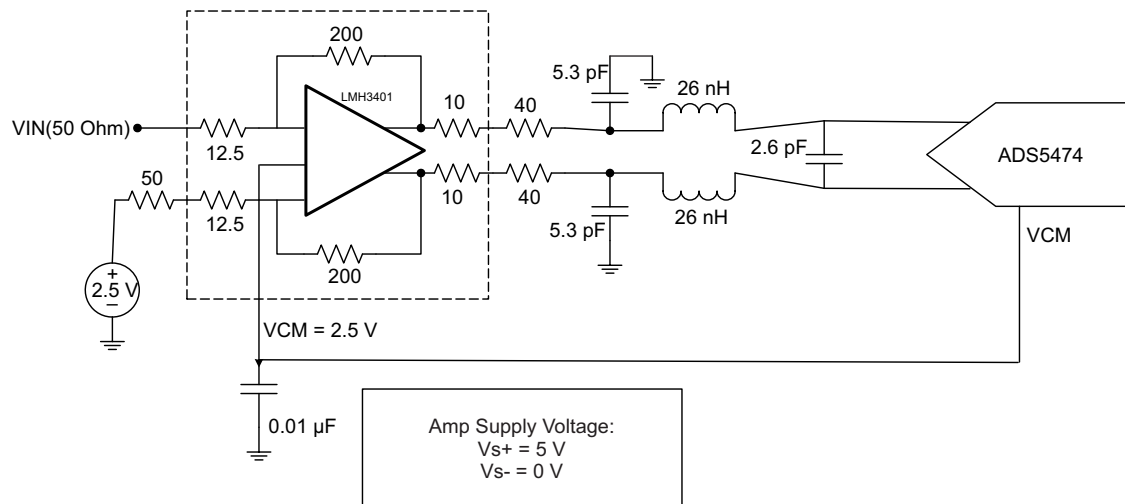 200
LMH3401
5.3 pF
26 nH
10
40
VIN(50 Ohm)
12.5
2.6 pF
ADS5474
50
12.5
10
40
26 nH
5.3 pF
VCM
+
2.5 V
–
200
VCM = 2.5 V
0.01 µF
Amp Supply Voltage:
Vs+ = 5 V
Vs- = 0 V